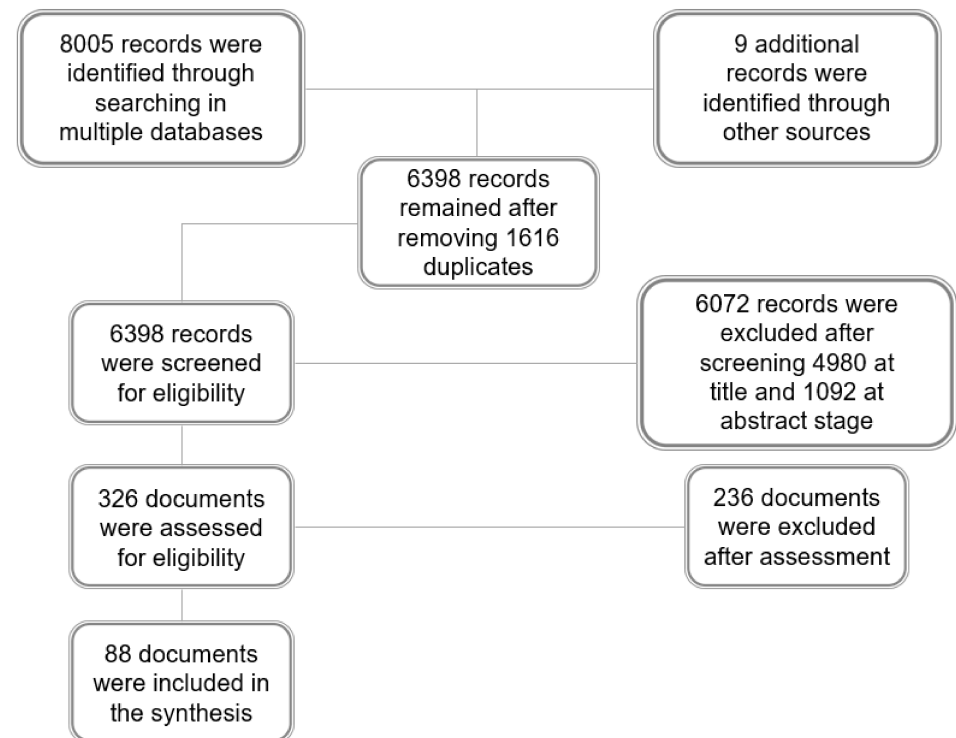 8005 records were
identified through
searching in
multiple databases
9 additional
records were
identified through
other sources
6398 records
remained after
removing 1616
duplicates
6398 records
were screened
for eligibility
6072 records were
excluded after
screening 4980 at
title and 1092 at
abstract stage
326 documents
were assessed
for eligibility
236 documents
were excluded
after assessment
88 documents
were included in
the synthesis